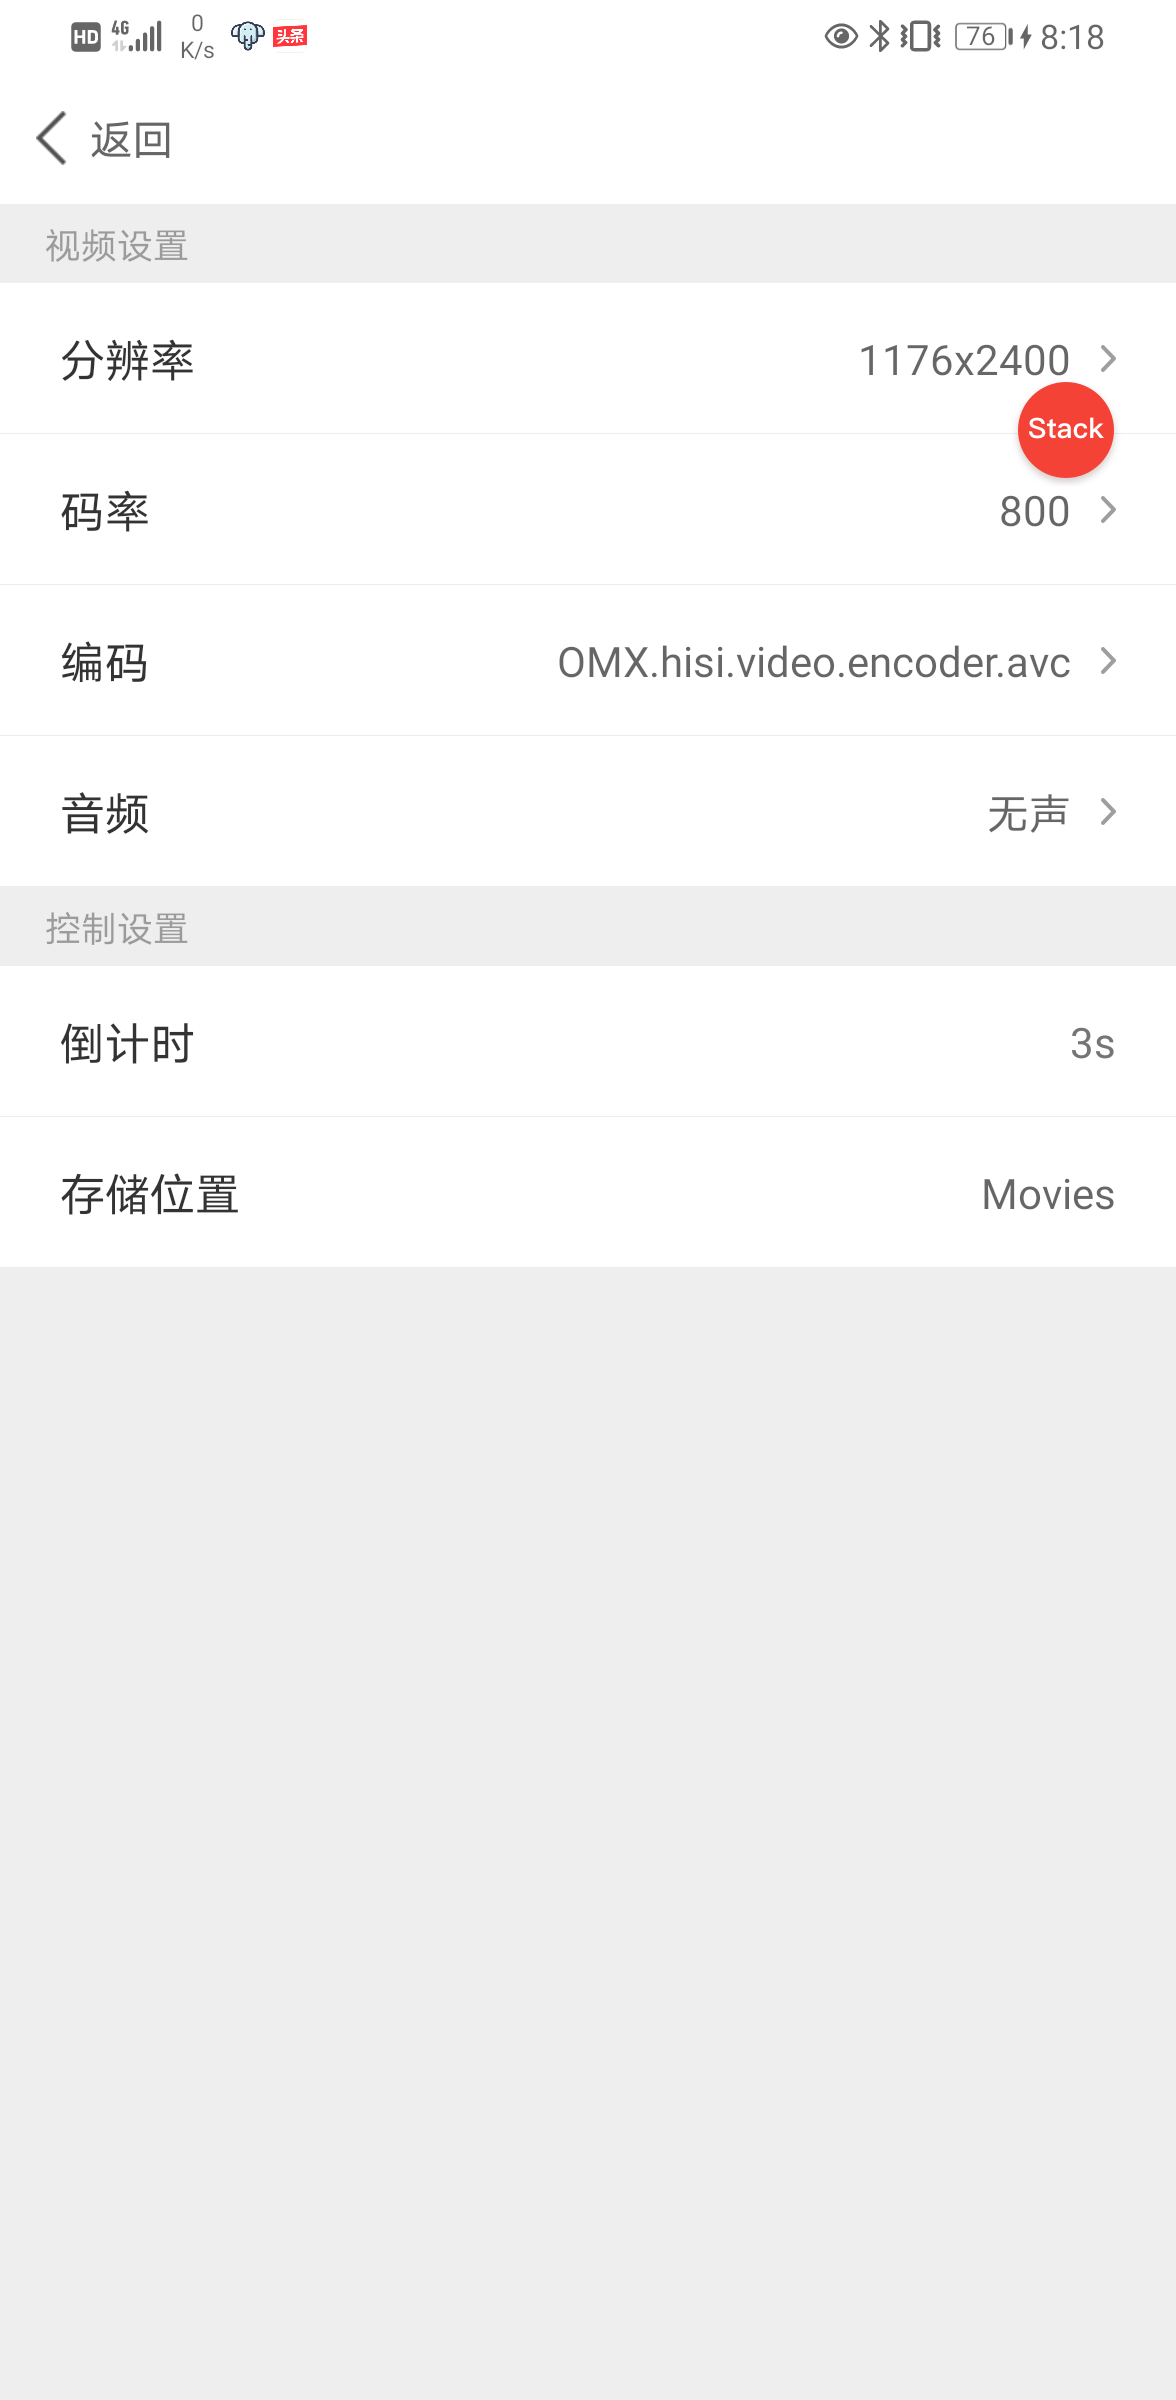 HD 4G 0 K/s 头条 76 8:18
返回
视频设置
分辨率 1176x2400
Stack
码率 800
编码 OMX.hisi.video.encoder.avc
音频 无声
控制设置
倒计时 3s
存储位置 Movies